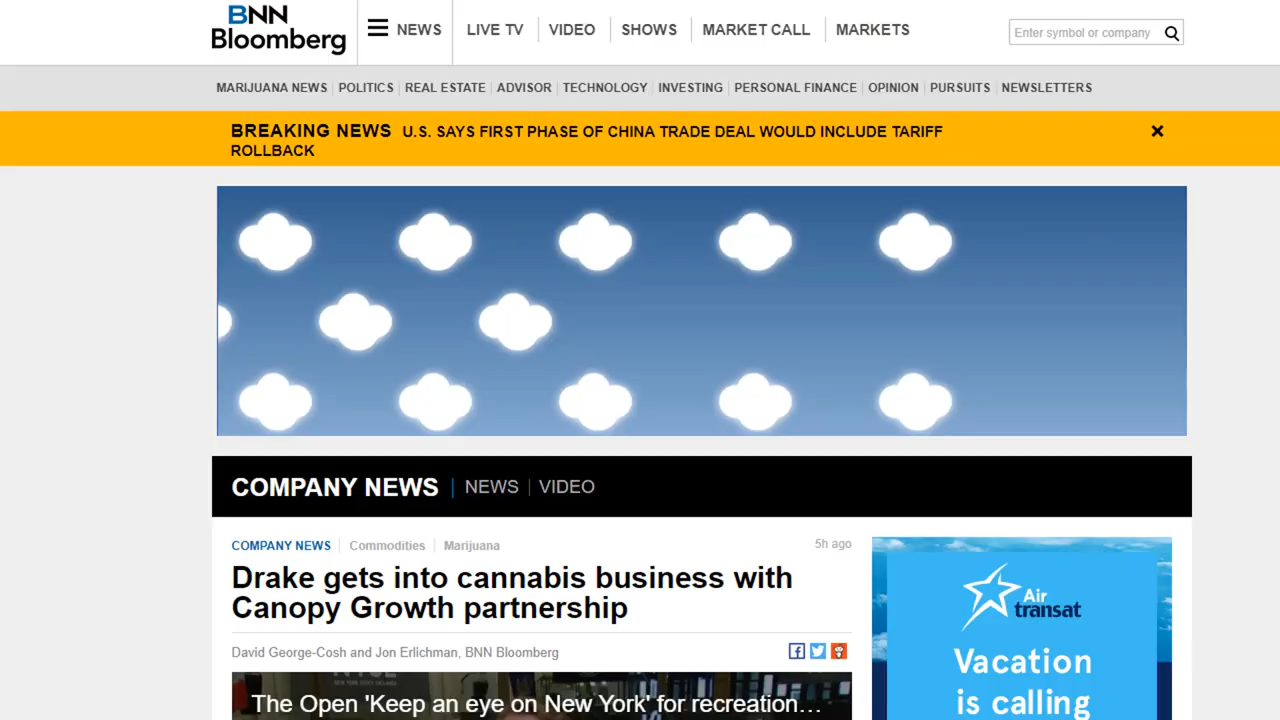 BNN
Bloomberg
NEWS
LIVE TV
VIDEO
SHOWS
MARKET CALL
MARKETS
Enter symbol or company
MARIJUANA NEWS
POLITICS
REAL ESTATE
ADVISOR
TECHNOLOGY
INVESTING
PERSONAL FINANCE
OPINION
PURSUITS
NEWSLETTERS
BREAKING NEWS U.S. SAYS FIRST PHASE OF CHINA TRADE DEAL WOULD INCLUDE TARIFF
ROLLBACK
COMPANY NEWS
NEWS
VIDEO
COMPANY NEWS
Commodities
Marijuana
5h ago
Drake gets into cannabis business with
Canopy Growth partnership
David George-Cosh and Jon Erlichman, BNN Bloomberg
NYSE
The Open 'Keep an eye on New York' for recreation…
Air
transat
Vacation
is calling